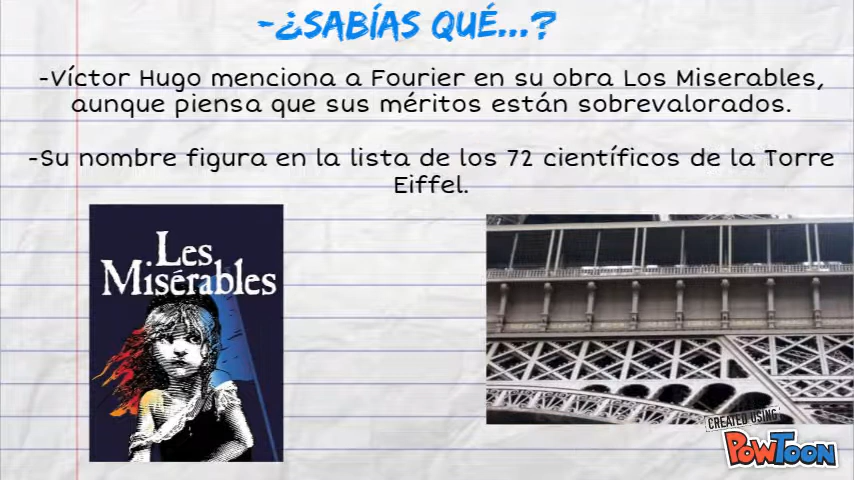 -¿SABÍAS QUÉ...?
-Víctor Hugo menciona a Fourier en su obra Los Miserables,
aunque piensa que sus méritos están sobrevalorados.
-Su nombre figura en la lista de los 72 científicos de la Torre
Eiffel.
Les
Misérables
CREATED USING
POWTOON